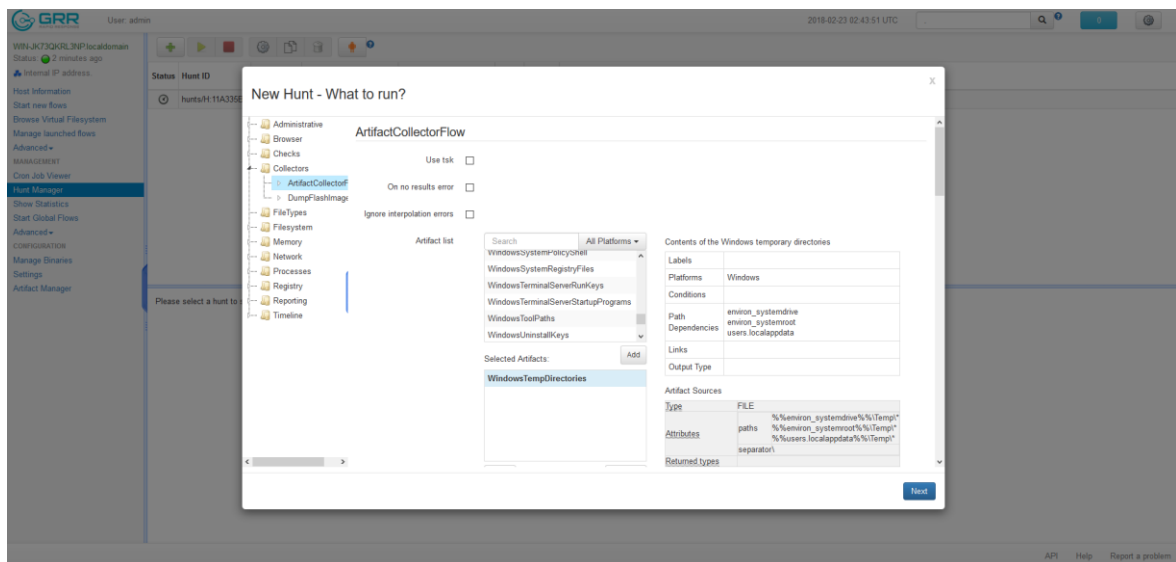 GRR
User: admin
2018-02-23 02:43:51 UTC
0
WIN-JK73QKRL3NP.localdomain
Status: 2 minutes ago
Internal IP address.
Host Information
Start new flows
Browse Virtual Filesystem
Manage launched flows
Advanced
MANAGEMENT
Cron Job Viewer
Hunt Manager
Show Statistics
Start Global Flows
Advanced
CONFIGURATION
Manage Binaries
Settings
Artifact Manager
Status Hunt ID
hunts/H:11A335E
Please select a hunt to
New Hunt - What to run?
X
Administrative
Browser
Checks
Collectors
ArtifactCollectorF
DumpFlashImage
FileTypes
Filesystem
Memory
Network
Processes
Registry
Reporting
Timeline
ArtifactCollectorFlow
Use tsk
On no results error
Ignore interpolation errors
Artifact list
Search All Platforms
WindowsSystemPolicyShell
WindowsSystemRegistryFiles
WindowsTerminalServerRunKeys
WindowsTerminalServerStartupPrograms
WindowsToolPaths
WindowsUninstallKeys
Selected Artifacts: Add
WindowsTempDirectories
Contents of the Windows temporary directories
Labels
Platforms Windows
Conditions
Path Dependencies
environ_systemdrive
environ_systemroot
users.localappdata
Links
Output Type
Artifact Sources
Type FILE
Attributes
paths
%%environ_systemdrive%%\Temp\*
%%environ_systemroot%%\Temp\*
%%users.localappdata%%\Temp\*
separator\
Returned types
Next
API Help Report a problem